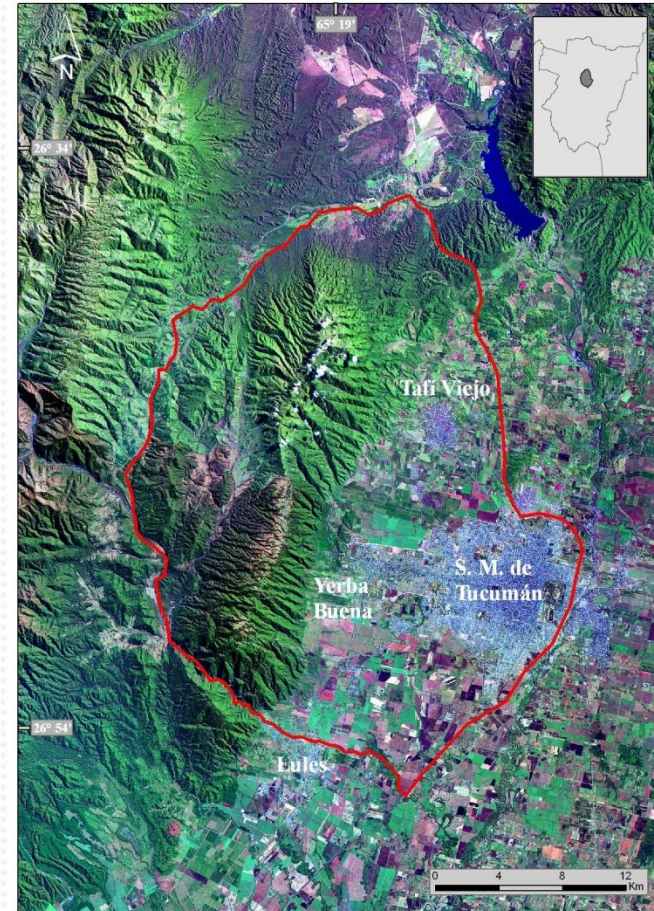 65° 19'
N
26° 34'
Tafí Viejo
S. M. de
Tucumán
Yerba
Buena
26° 54'
Lules
0 4 8 12
Km